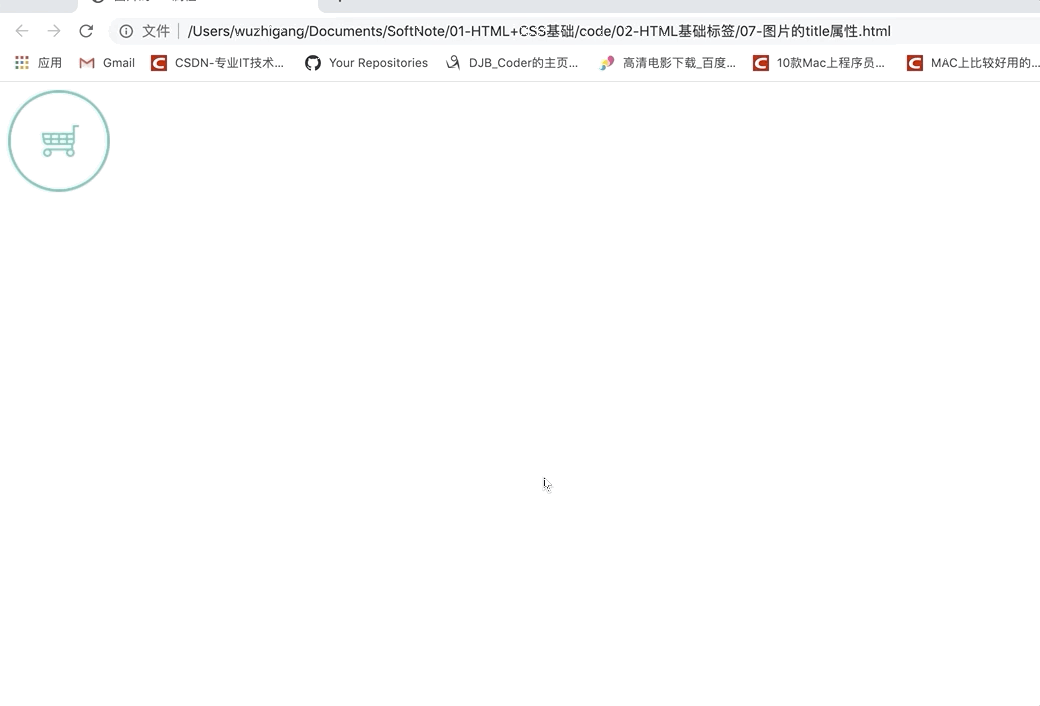 文件 /Users/wuzhigang/Documents/SoftNote/01-HTML+CSS基础/code/02-HTML基础标签/07-图片的title属性.html
应用 Gmail CSDN-专业IT技术... Your Repositories DJB_Coder的主页... 高清电影下载_百度... 10款Mac上程序员... MAC上比较好用的...